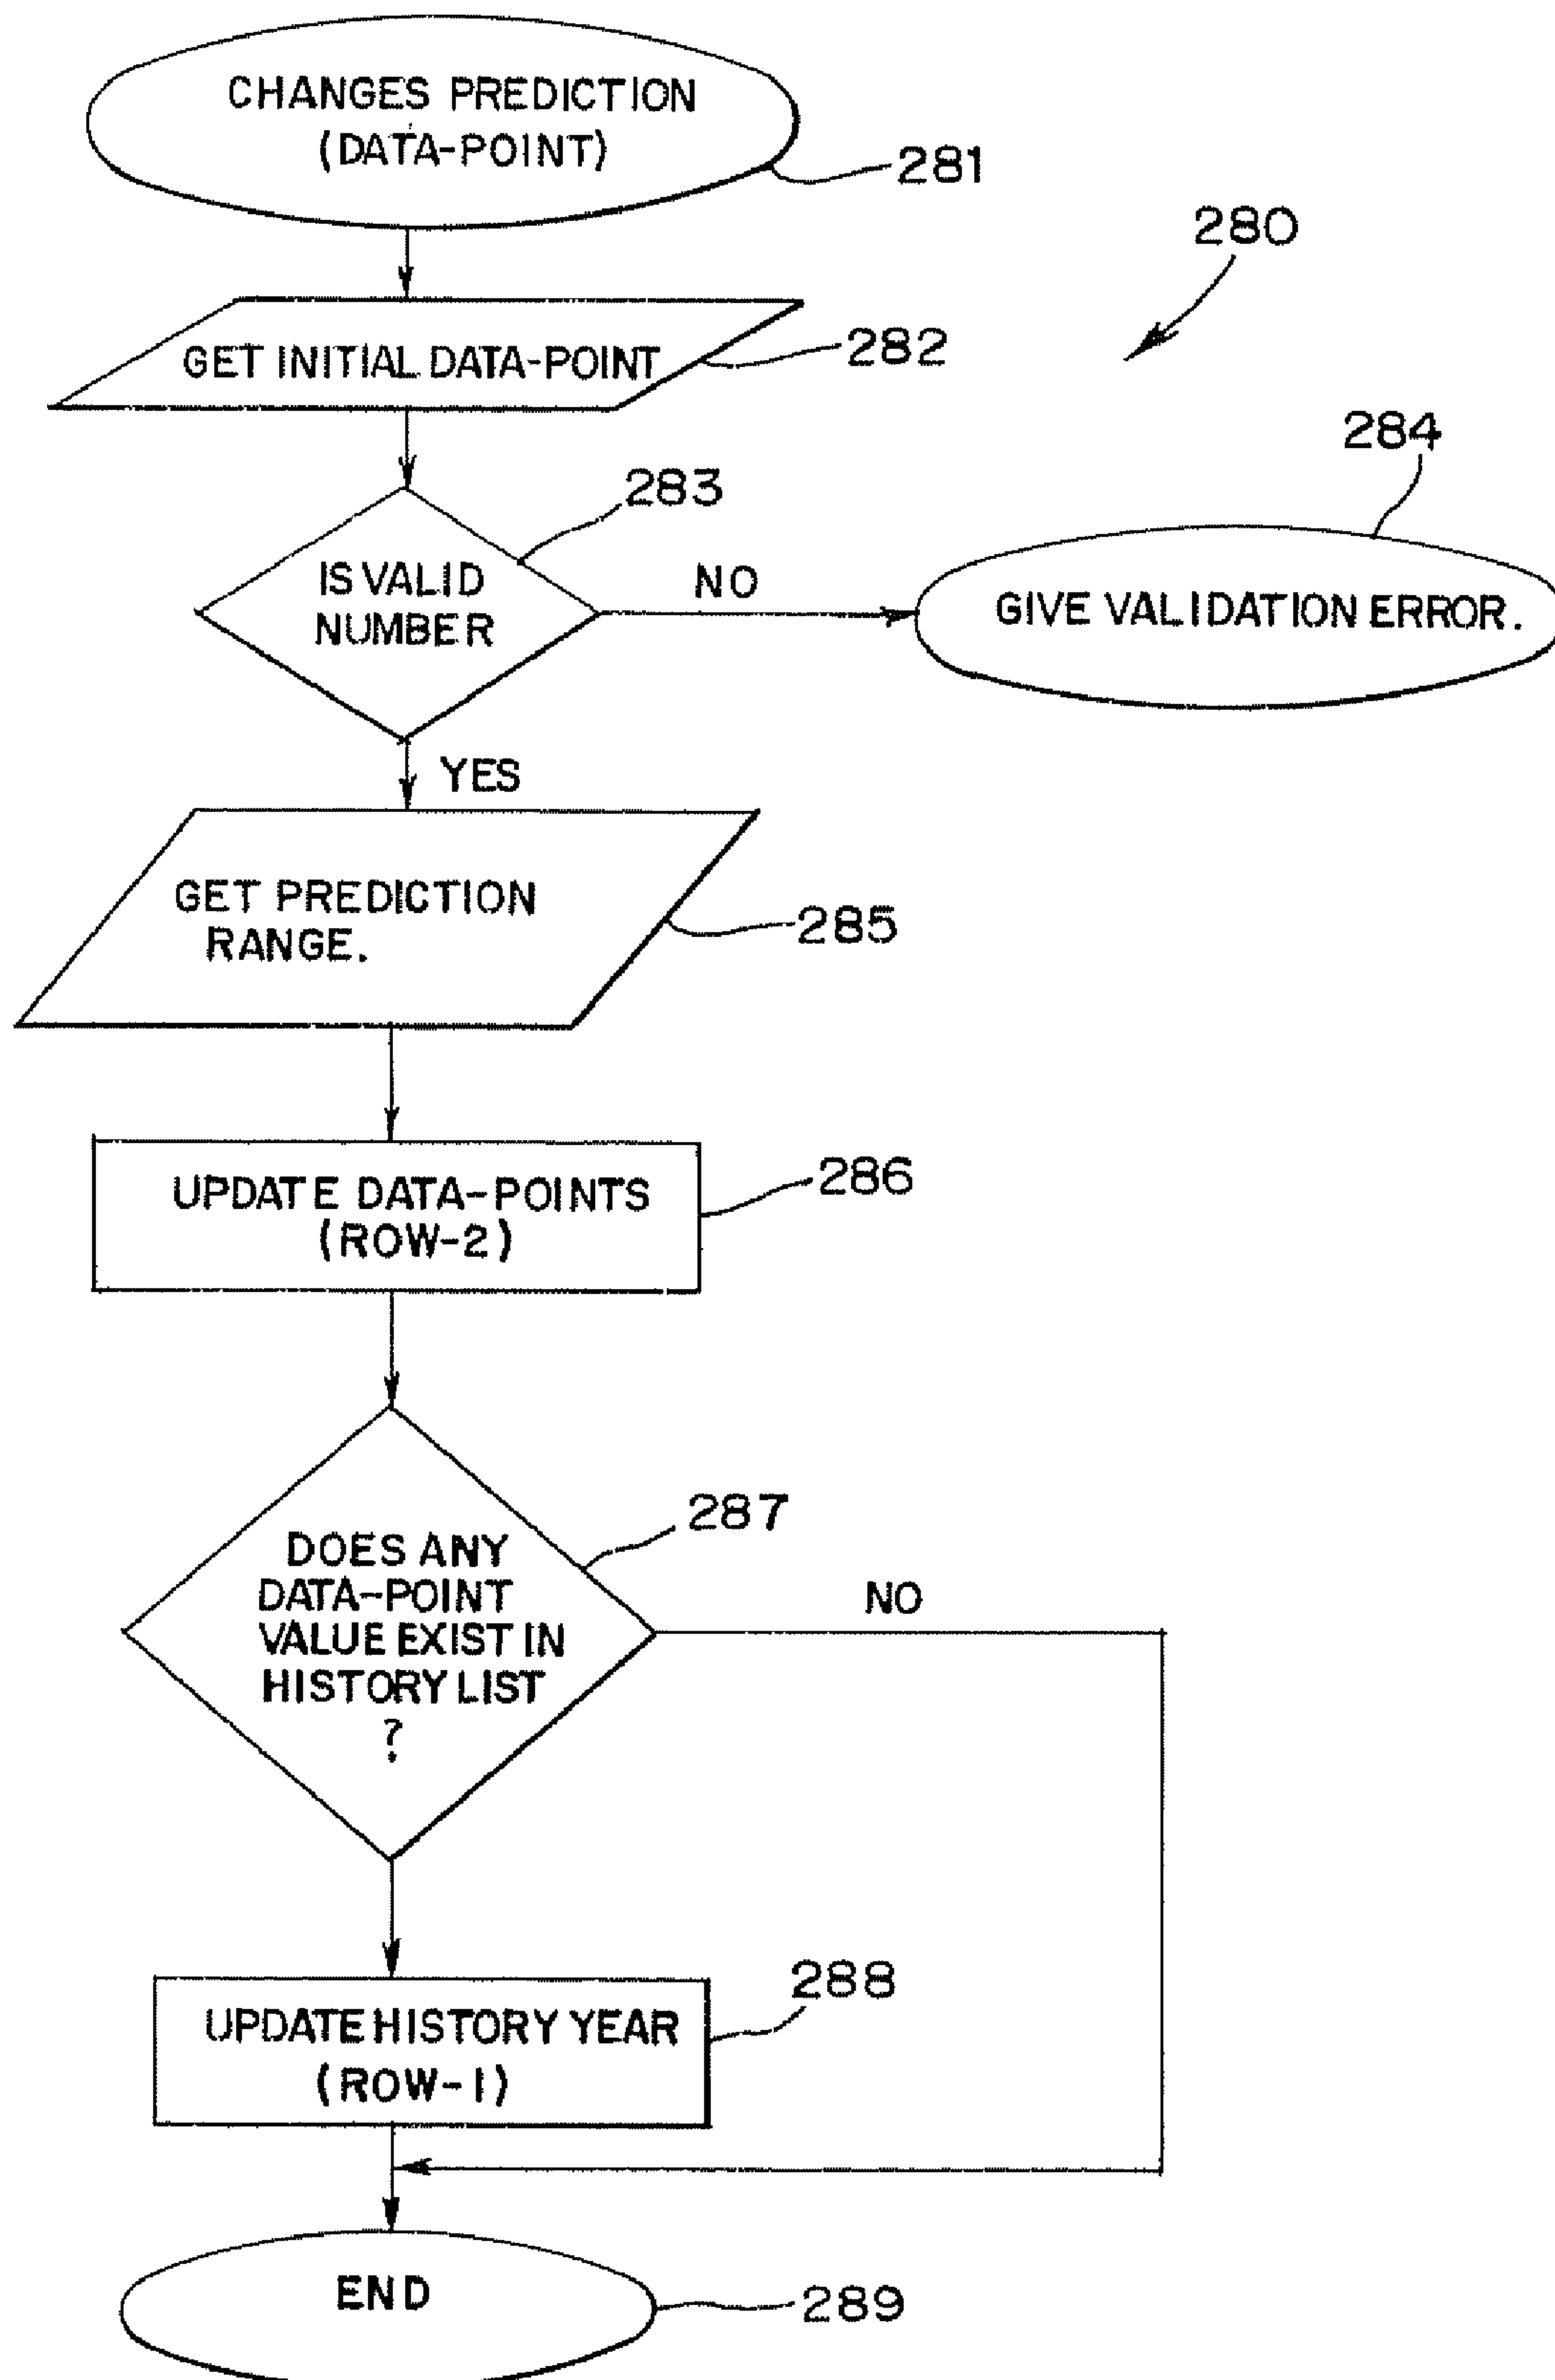 CHANGES PREDICTION
(DATA-POINT)
281
280
GET INITIAL DATA-POINT
282
284
283
IS VALID
NUMBER
NO
GIVE VALIDATION ERROR.
YES
GET PREDICTION
RANGE.
285
UPDATE DATA-POINTS
(ROW-2)
286
287
DOES ANY
DATA-POINT
VALUE EXIST IN
HISTORY LIST
?
NO
288
UPDATE HISTORY YEAR
(ROW-1)
END
289